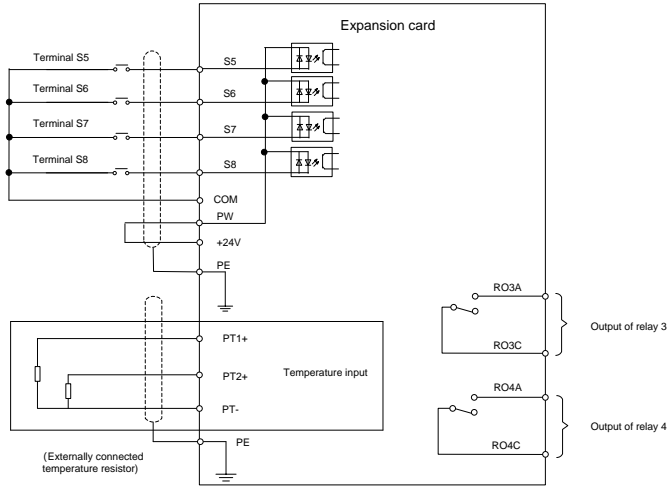 Expansion card
Terminal S5
S5
Terminal S6
S6
Terminal S7
S7
Terminal S8
S8
COM
PW
+24V
PE
RO3A
Output of relay 3
RO3C
PT1+
PT2+
Temperature input
PT-
RO4A
Output of relay 4
RO4C
PE
(Externally connected
temperature resistor)